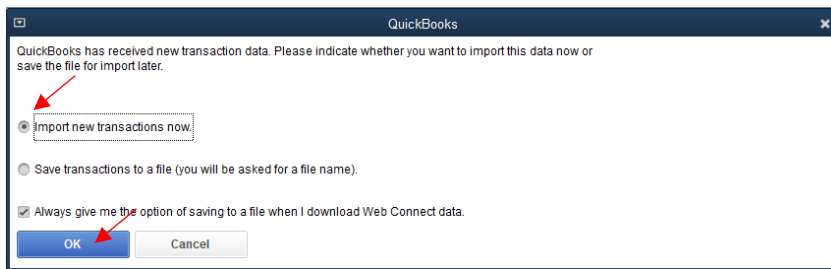 QuickBooks
QuickBooks has received new transaction data. Please indicate whether you want to import this data now or
save the file for import later.
Import new transactions now.
Save transactions to a file (you will be asked for a file name).
Always give me the option of saving to a file when I download Web Connect data.
OK Cancel